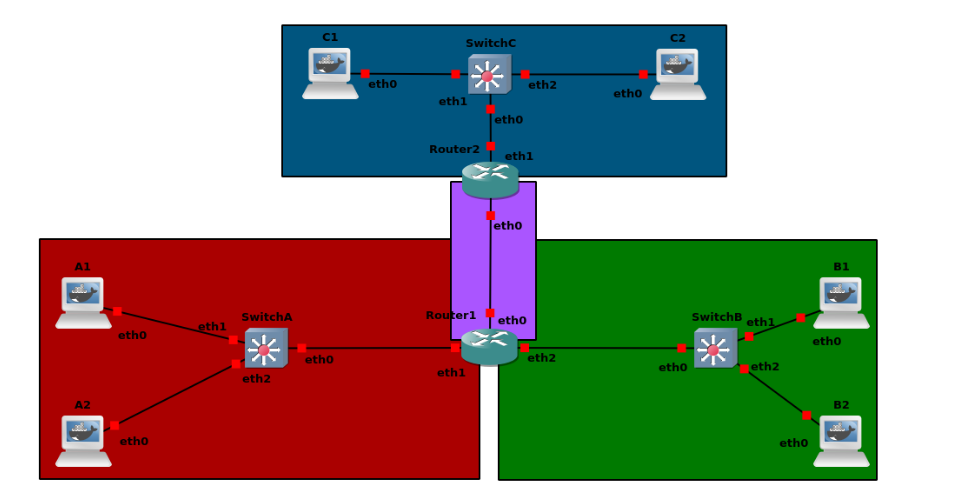 C1
SwitchC
C2
eth0
eth1
eth2
eth0
eth0
Router2
eth1
eth0
A1
B1
Router1
eth0
SwitchA
SwitchB
eth0
eth1
eth0
eth1
eth2
eth1
eth0
eth0
eth2
eth2
A2
B2
eth0
eth0